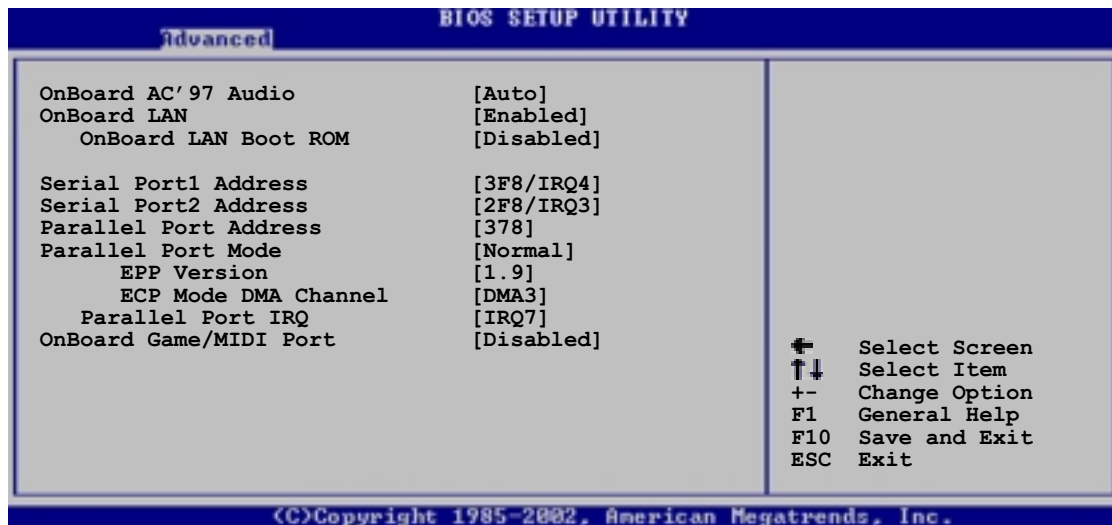 BIOS SETUP UTILITY
Advanced
OnBoard AC'97 Audio [Auto]
OnBoard LAN [Enabled]
OnBoard LAN Boot ROM [Disabled]
Serial Port1 Address [3F8/IRQ4]
Serial Port2 Address [2F8/IRQ3]
Parallel Port Address [378]
Parallel Port Mode [Normal]
EPP Version [1.9]
ECP Mode DMA Channel [DMA3]
Parallel Port IRQ [IRQ7]
OnBoard Game/MIDI Port [Disabled]
← Select Screen
↑↓ Select Item
+- Change Option
F1 General Help
F10 Save and Exit
ESC Exit
(C)Copyright 1985-2002, American Megatrends, Inc.